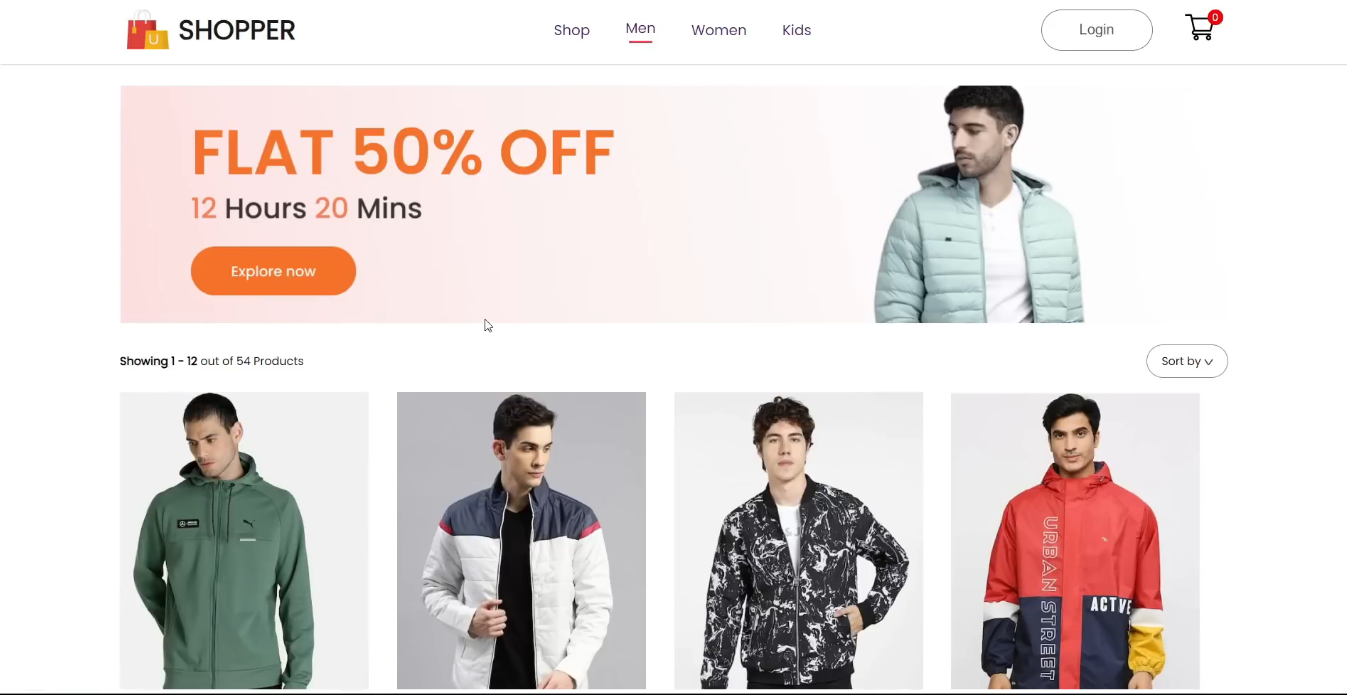 SHOPPER
Shop Men Women Kids
Login
0
FLAT 50% OFF
12 Hours 20 Mins
Explore now
Showing 1 - 12 out of 54 Products
Sort by
URBAN STREET
ACTVE